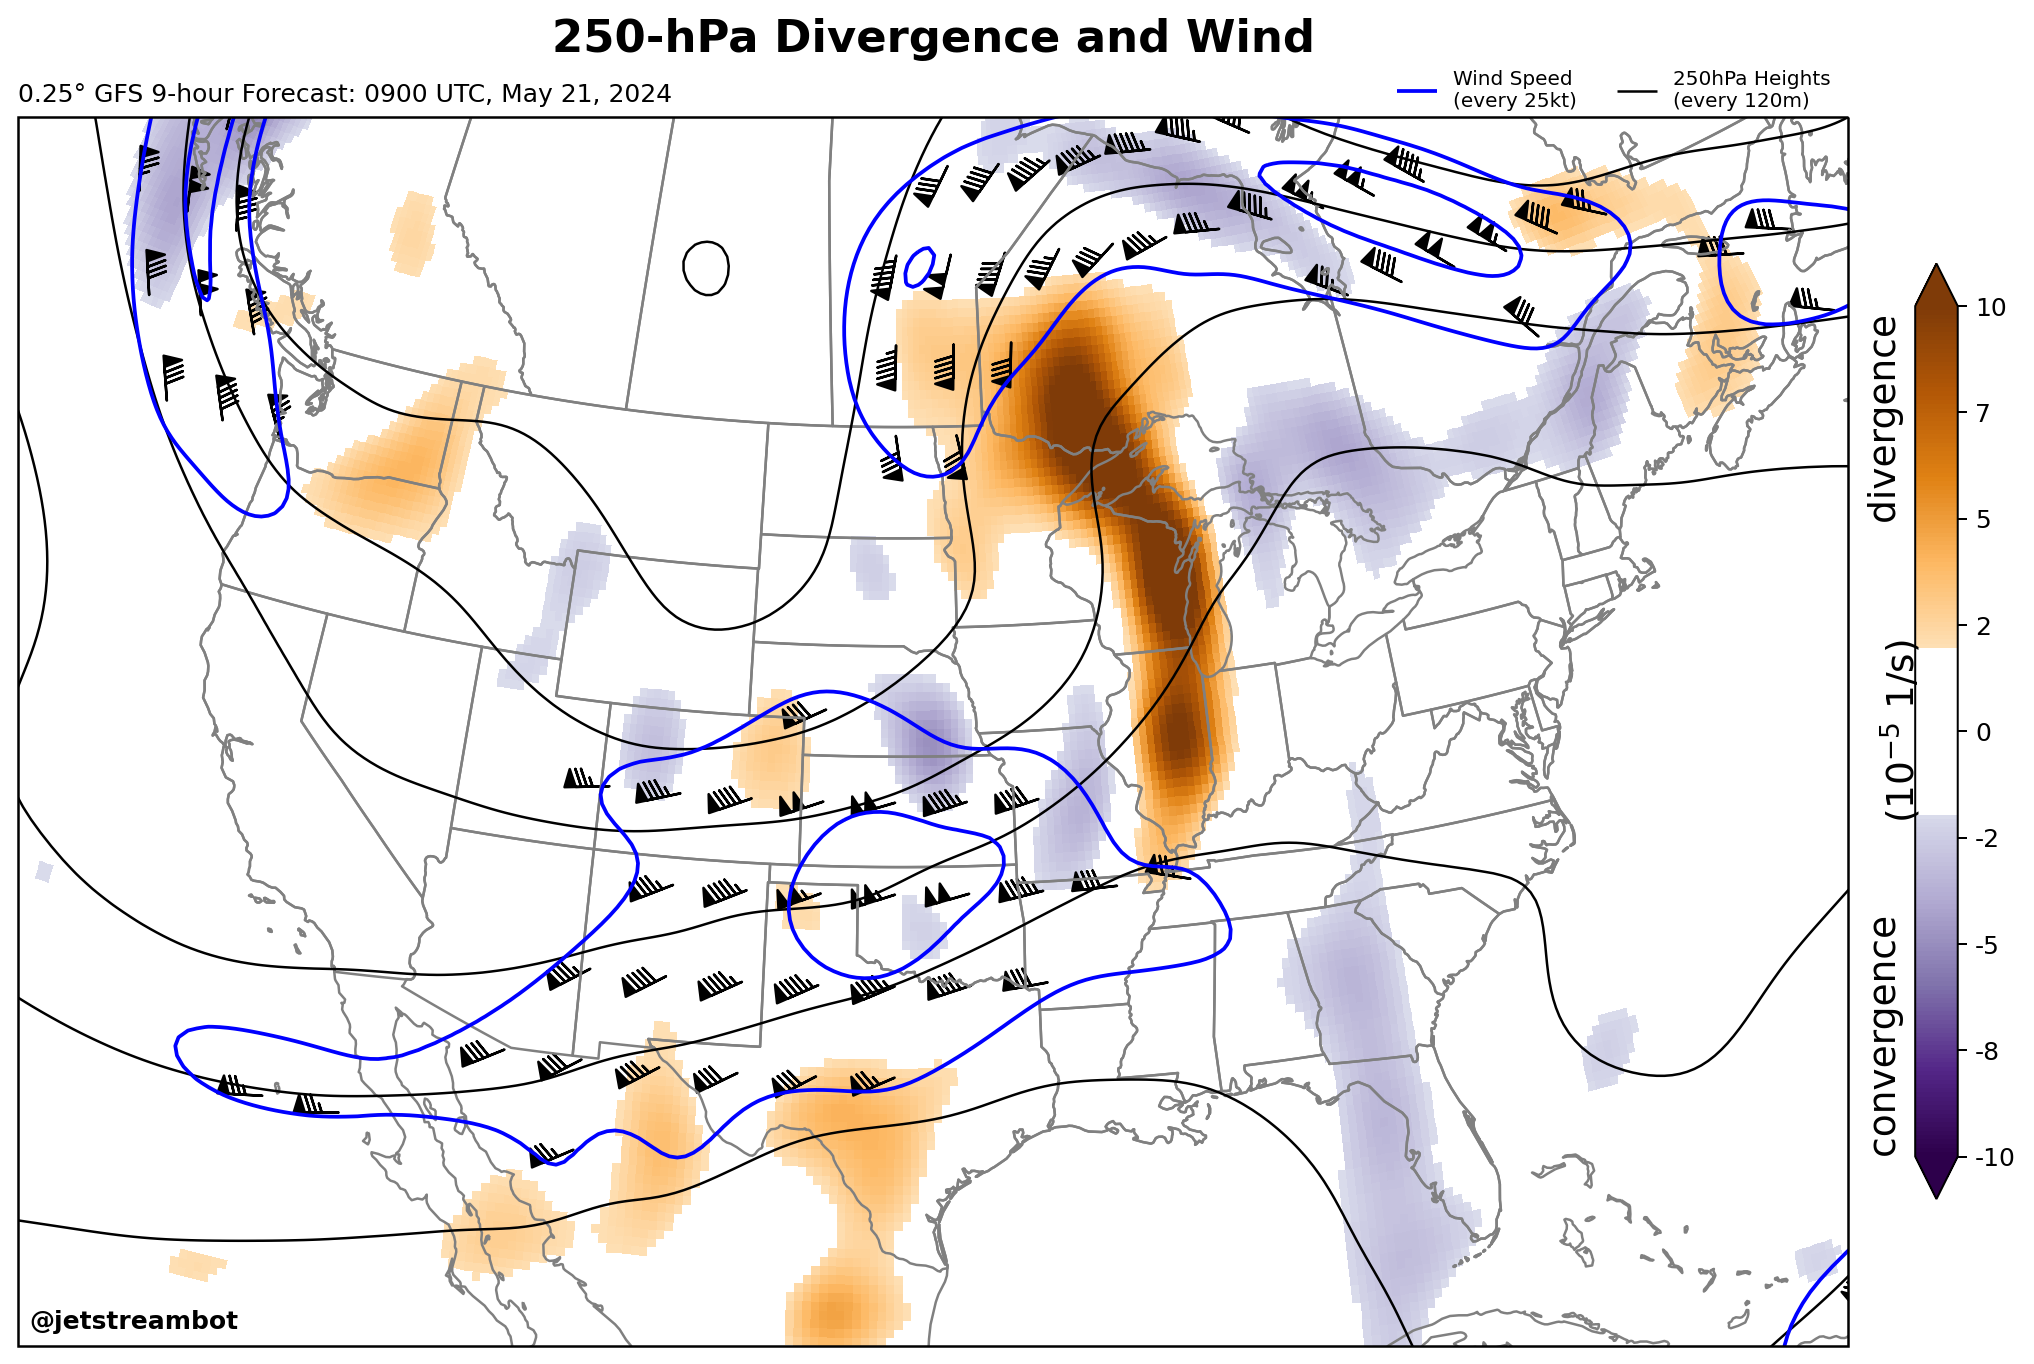 250-hPa Divergence and Wind
0.25° GFS 9-hour Forecast: 0900 UTC, May 21, 2024
Wind Speed
(every 25kt)
250hPa Heights
(every 120m)
10
7
5
2
0
-2
-5
-8
-10
divergence
(10⁻⁵ 1/s)
convergence
@jetstreambot